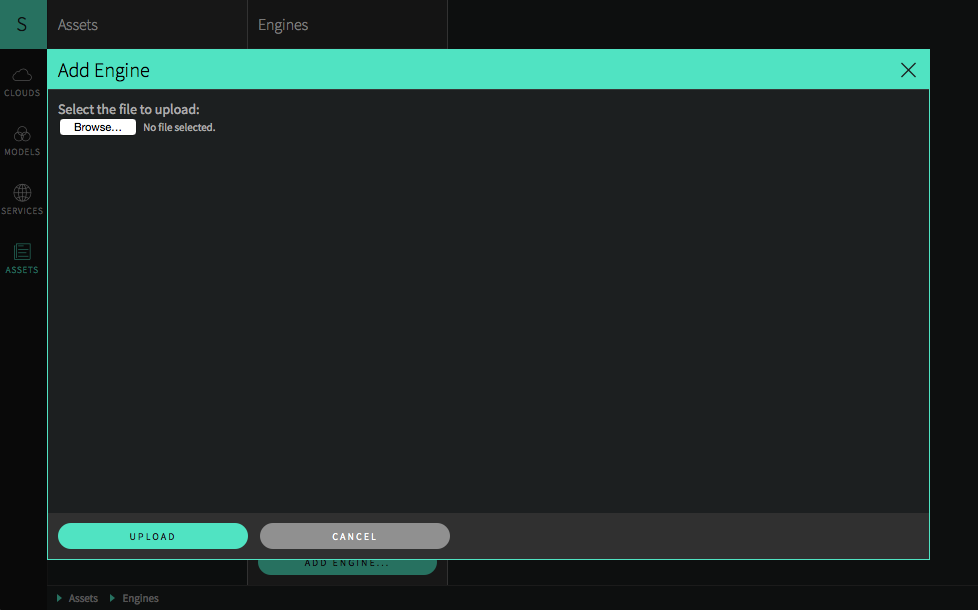 S
Assets
Engines
Add Engine
CLOUDS
MODELS
SERVICES
ASSETS
Select the file to upload:
Browse... No file selected.
UPLOAD
CANCEL
ADD ENGINE...
Assets
Engines